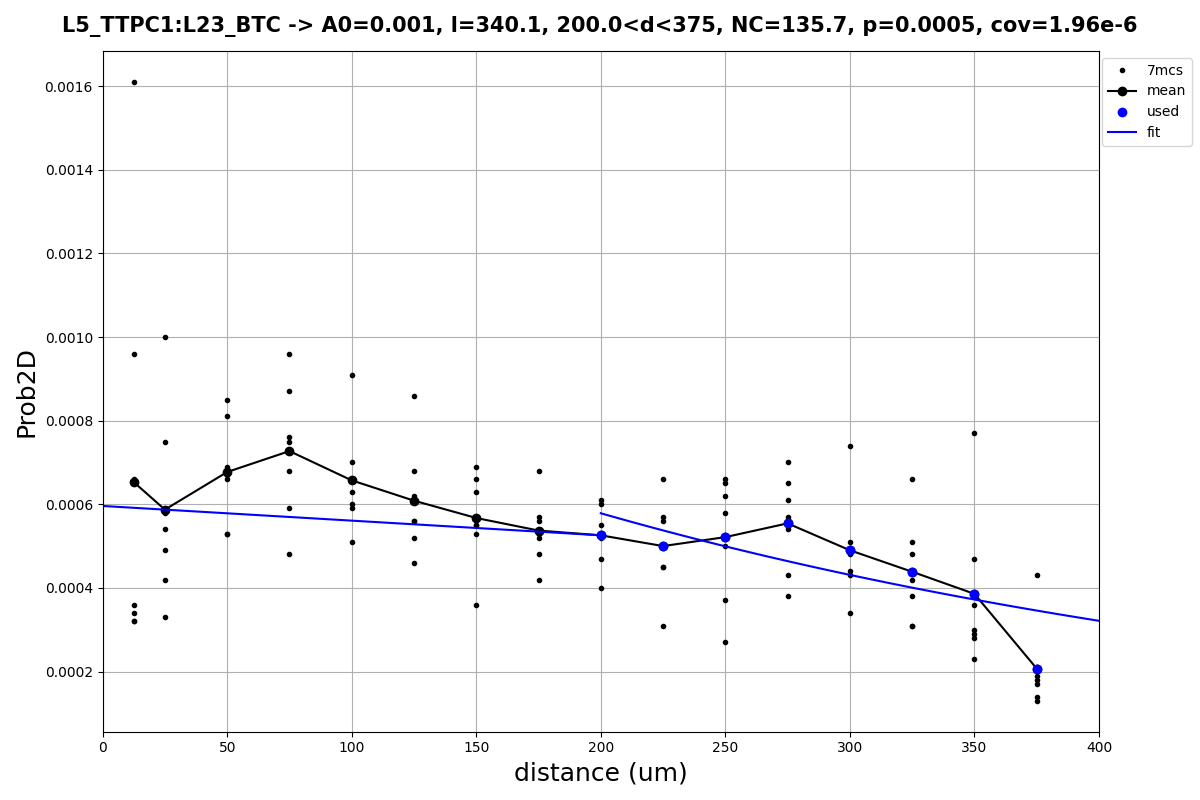 L5_TTPC1:L23_BTC -> A0=0.001, l=340.1, 200.0<d<375, NC=135.7, p=0.0005, cov=1.96e-6
7mcs
mean
used
fit
Prob2D
0.0016
0.0014
0.0012
0.0010
0.0008
0.0006
0.0004
0.0002
0 50 100 150 200 250 300 350 400
distance (um)